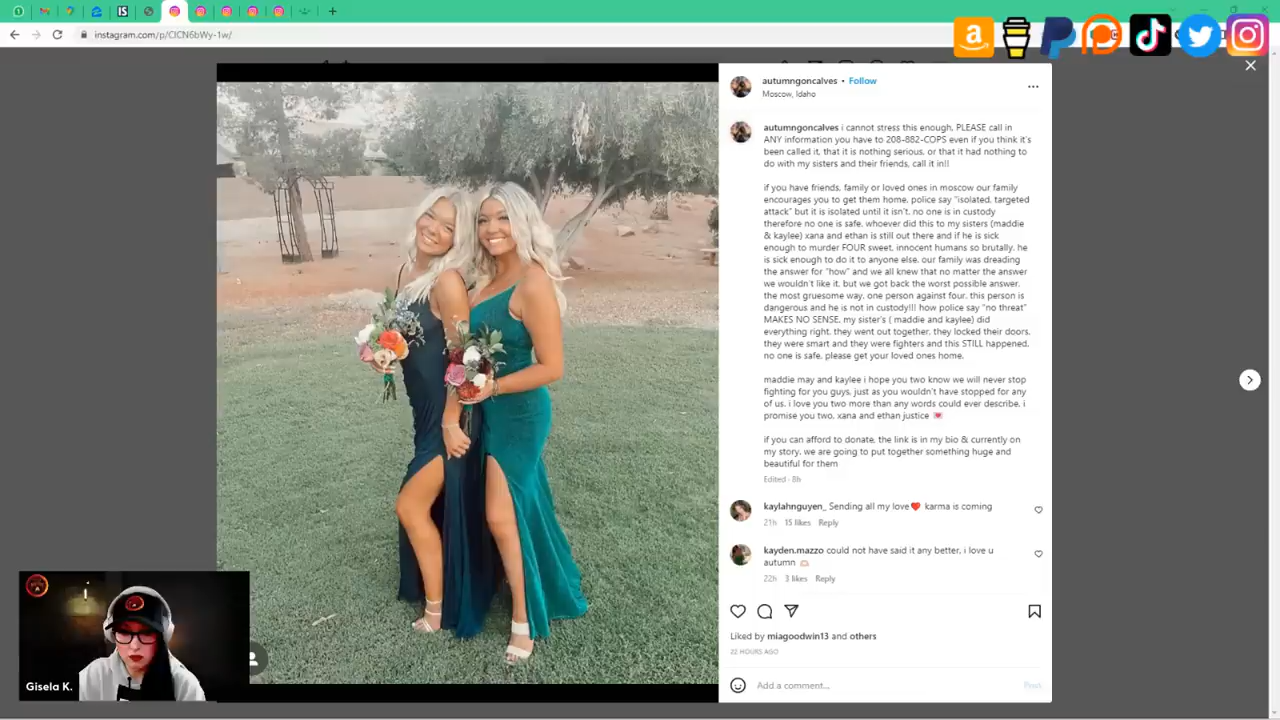 instagram.com/p/ClCN6bWy-1w/
autumngoncalves • Follow
Moscow, Idaho
autumngoncalves i cannot stress this enough, PLEASE call in
ANY information you have to 208-882-COPS even if you think it's
been called it, that it is nothing serious, or that it had nothing to
do with my sisters and their friends, call it in!!
if you have friends, family or loved ones in moscow our family
encourages you to get them home. police say "isolated, targeted
attack" but it is isolated until it isn't. no one is in custody
therefore no one is safe. whoever did this to my sisters (maddie
& kaylee) xana and ethan is still out there and if he is sick
enough to murder FOUR sweet, innocent humans so brutally. he
is sick enough to do it to anyone else. our family was dreading
the answer for "how" and we all knew that no matter the answer
we wouldn't like it, but we got back the worst possible answer.
the most gruesome way. one person against four. this person is
dangerous and he is not in custody!!! how police say "no threat"
MAKES NO SENSE. my sister's ( maddie and kaylee) did
everything right. they went out together, they locked their doors,
they were smart and they were fighters and this STILL happened.
no one is safe. please get your loved ones home.
maddie may and kaylee i hope you two know we will never stop
fighting for you guys, just as you wouldn't have stopped for any
of us. i love you two more than any words could ever describe. i
promise you two, xana and ethan justice 💌
if you can afford to donate, the link is in my bio & currently on
my story. we are going to put together something huge and
beautiful for them
Edited · 8h
kaylahnguyen_ Sending all my love❤️ karma is coming
21h 15 likes Reply
kayden.mazzo could not have said it any better, i love u
autumn 🫶🏻
22h 3 likes Reply
Liked by miagoodwin13 and others
22 HOURS AGO
Add a comment...
Post
Gisela K.